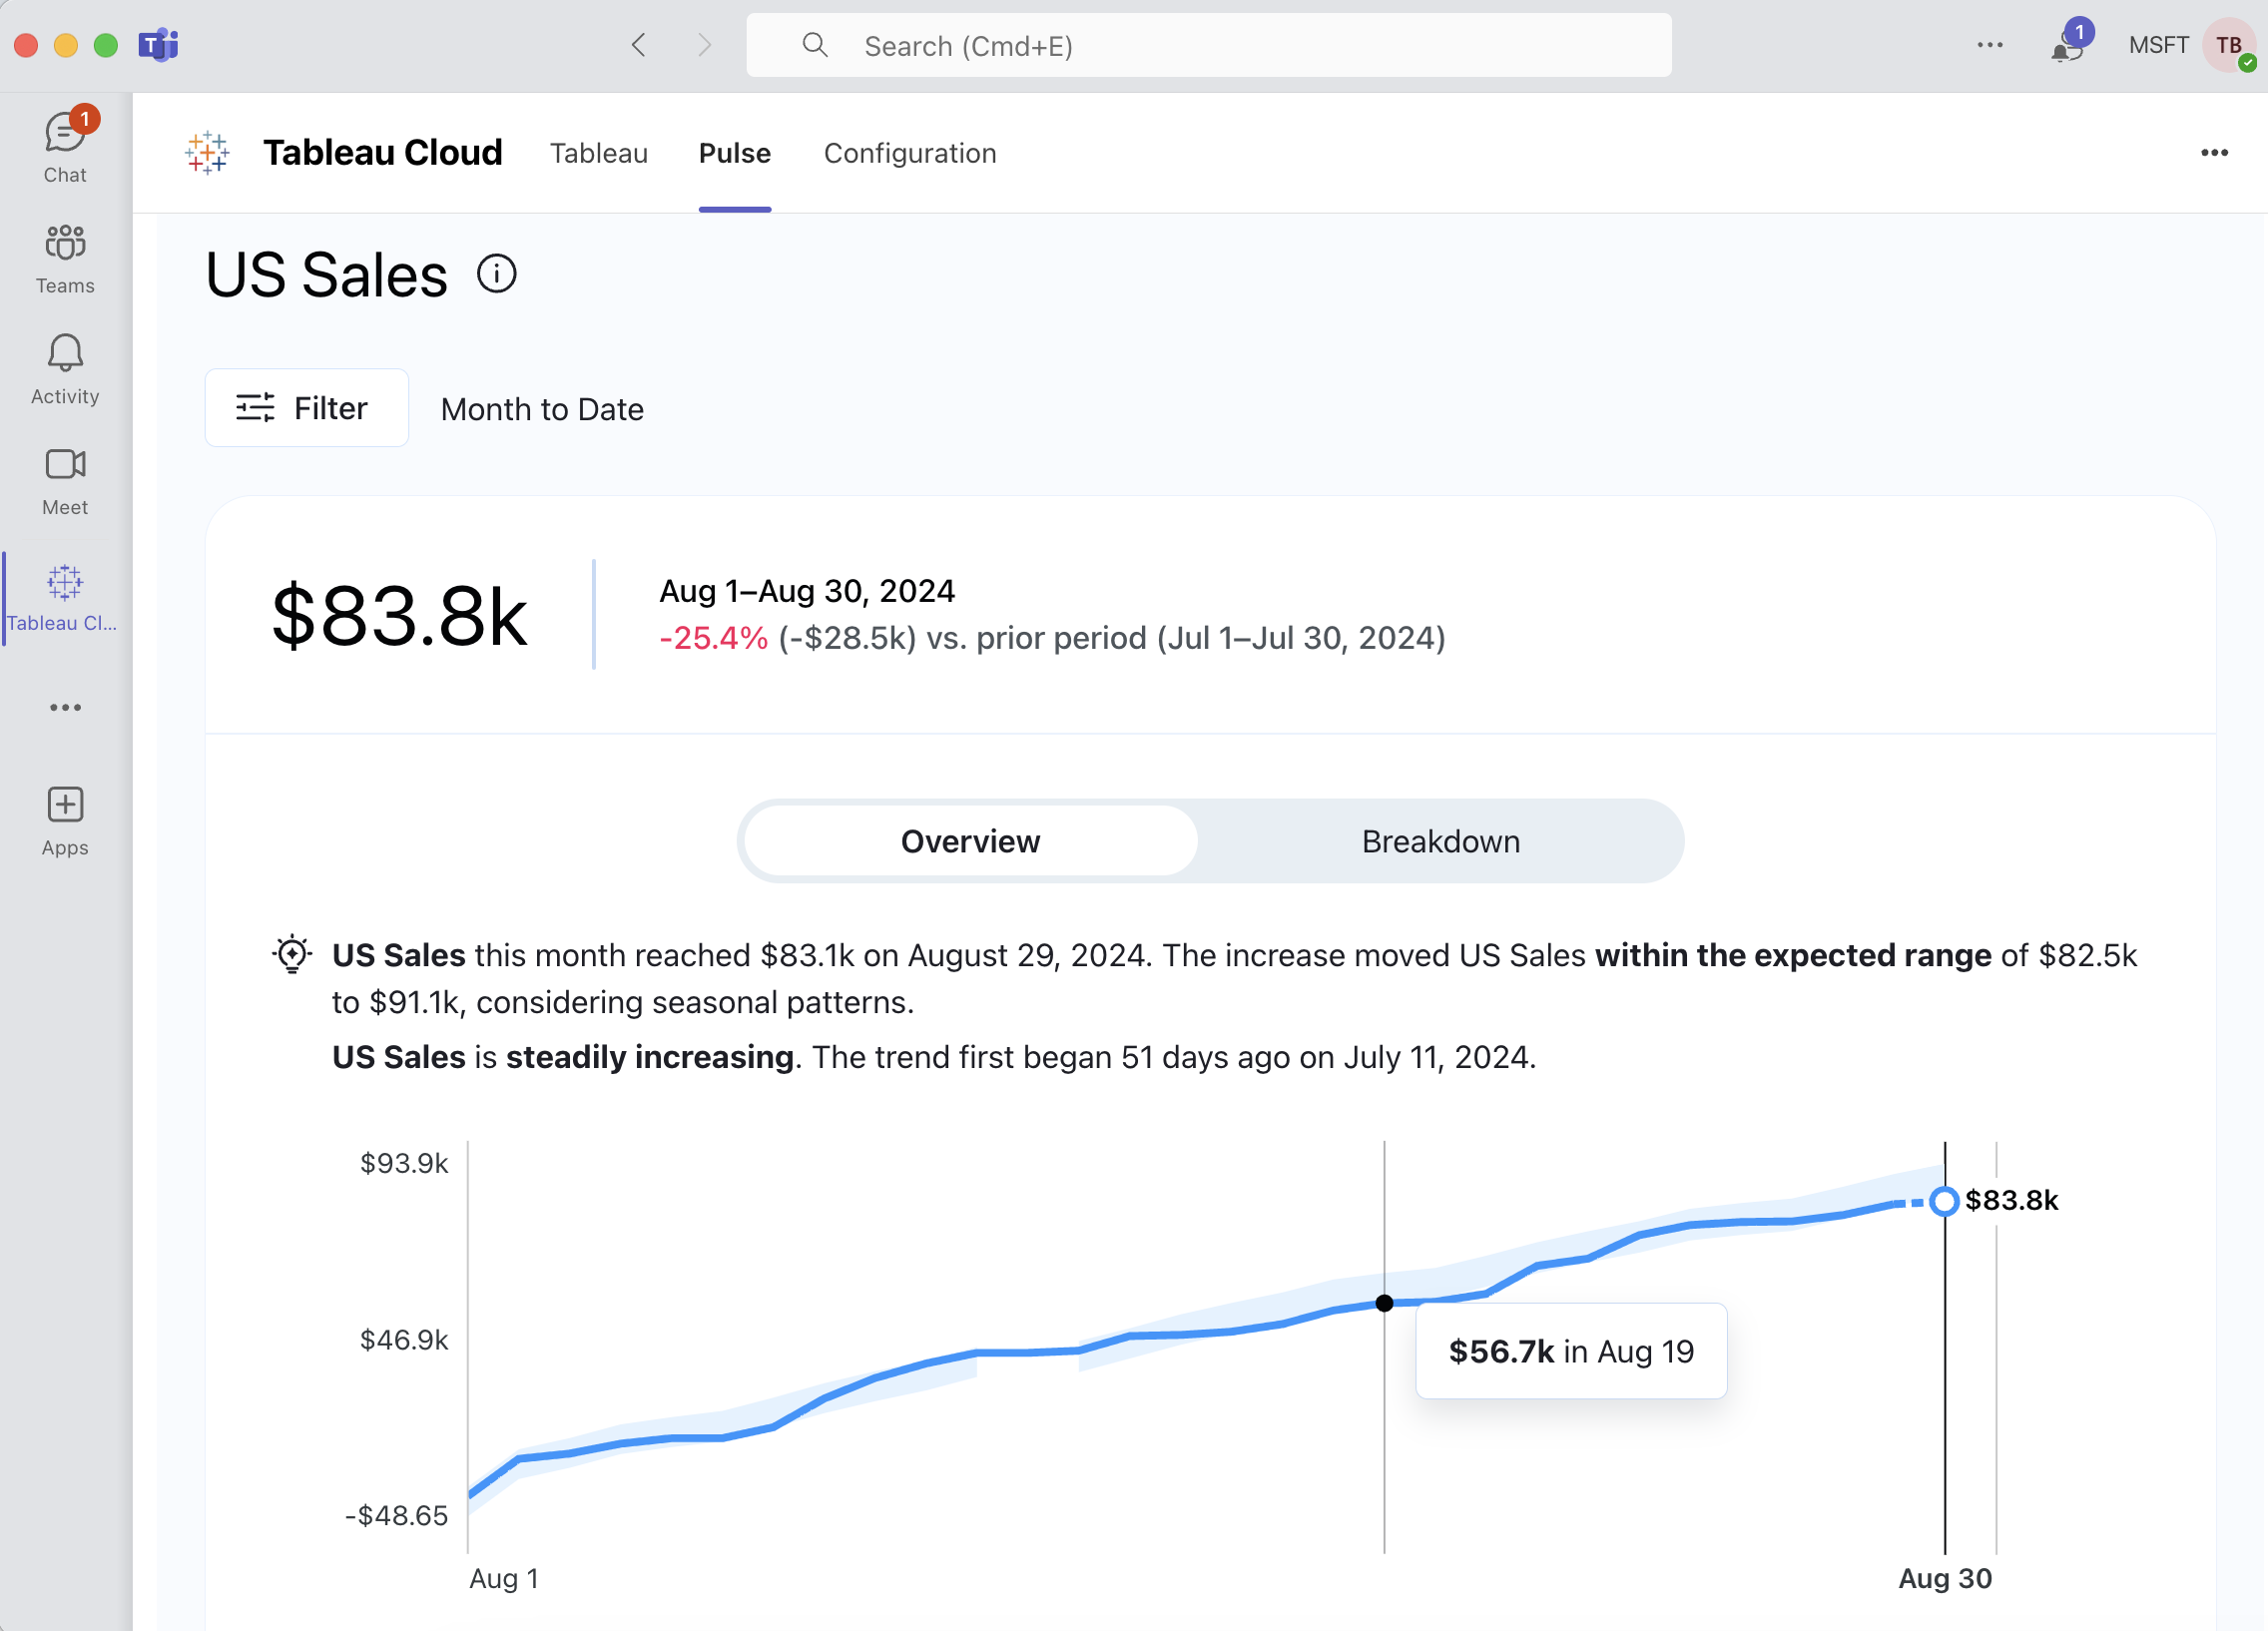 T
Search (Cmd+E)
1
MSFT
TB
1
Chat
Teams
Activity
Meet
Tableau Cl...
Apps
Tableau Cloud
Tableau
Pulse
Configuration
US Sales
Filter
Month to Date
$83.8k
Aug 1–Aug 30, 2024
-25.4% (-$28.5k) vs. prior period (Jul 1–Jul 30, 2024)
Overview
Breakdown
US Sales this month reached $83.1k on August 29, 2024. The increase moved US Sales within the expected range of $82.5k
to $91.1k, considering seasonal patterns.
US Sales is steadily increasing. The trend first began 51 days ago on July 11, 2024.
$93.9k
$83.8k
$46.9k
$56.7k in Aug 19
-$48.65
Aug 1
Aug 30